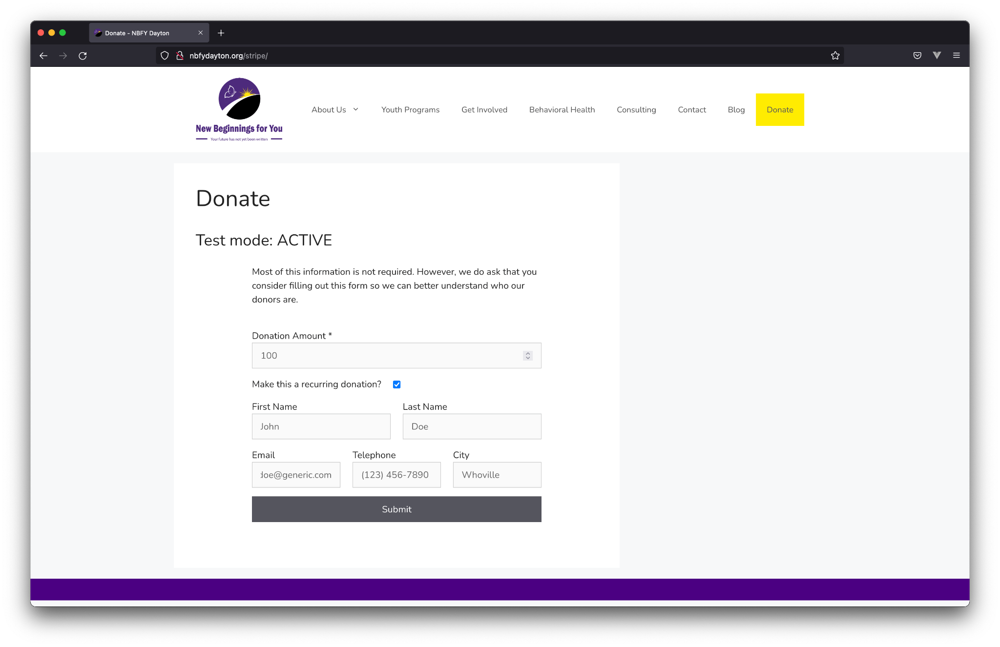 Donate - NBFY Dayton
nbfydayton.org/stripe/
New Beginnings for You
Your future has not yet been written
About Us
Youth Programs
Get Involved
Behavioral Health
Consulting
Contact
Blog
Donate
Donate
Test mode: ACTIVE
Most of this information is not required. However, we do ask that you
consider filling out this form so we can better understand who our
donors are.
Donation Amount *
100
Make this a recurring donation?
First Name
Last Name
John
Doe
Email
Telephone
City
doe@generic.com
(123) 456-7890
Whoville
Submit